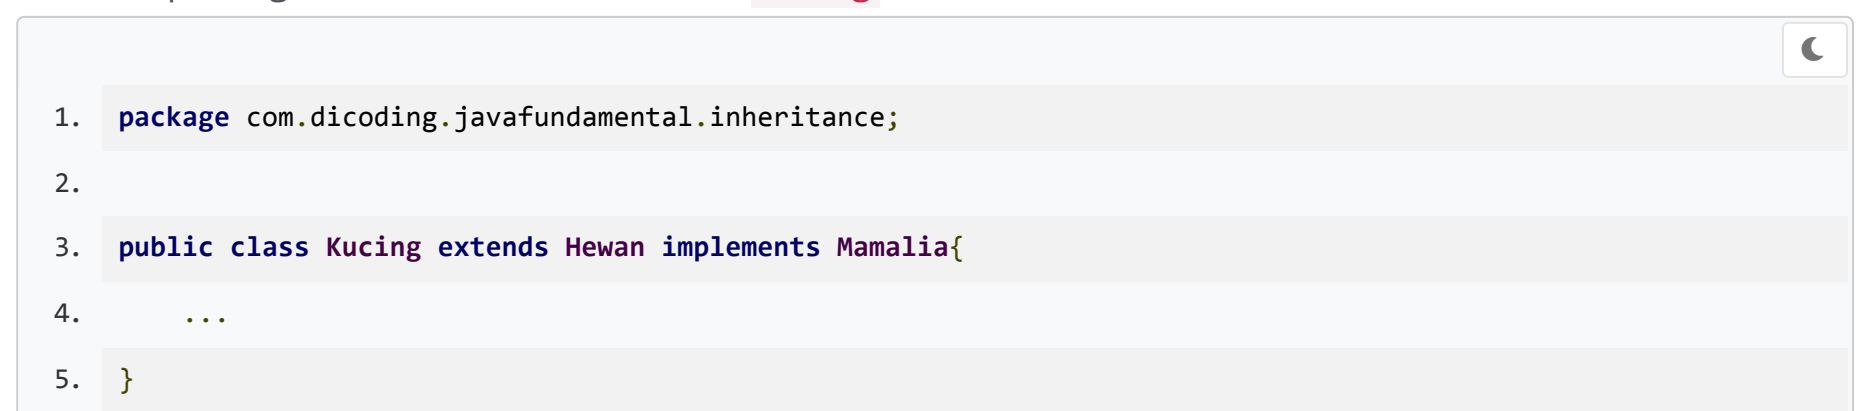 1. package com.dicoding.javafundamental.inheritance;
2.
3. public class Kucing extends Hewan implements Mamalia{
4.     ...
5. }